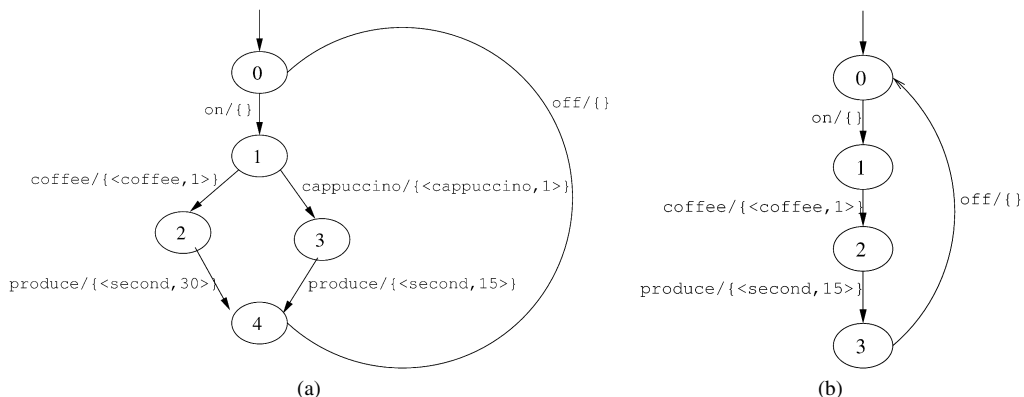 0
on/{}
off/{}
1
coffee/{<coffee,1>}
cappuccino/{<cappuccino,1>}
2
3
produce/{<second,30>}
produce/{<second,15>}
4
(a)
0
on/{}
1
coffee/{<coffee,1>}
off/{}
2
produce/{<second,15>}
3
(b)